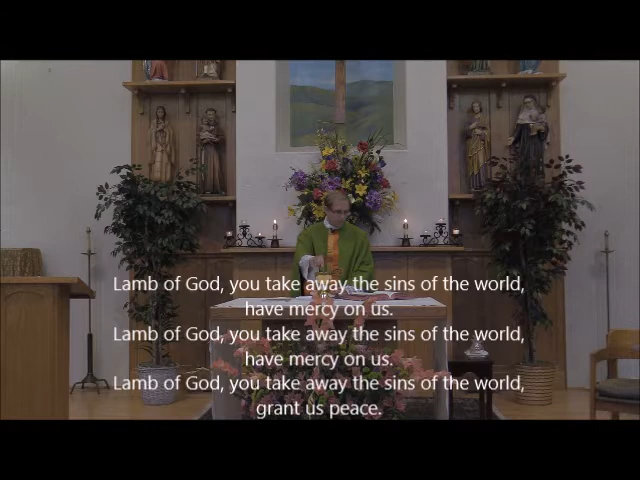 Lamb of God, you take away the sins of the world,
have mercy on us.
Lamb of God, you take away the sins of the world,
have mercy on us.
Lamb of God, you take away the sins of the world,
grant us peace.